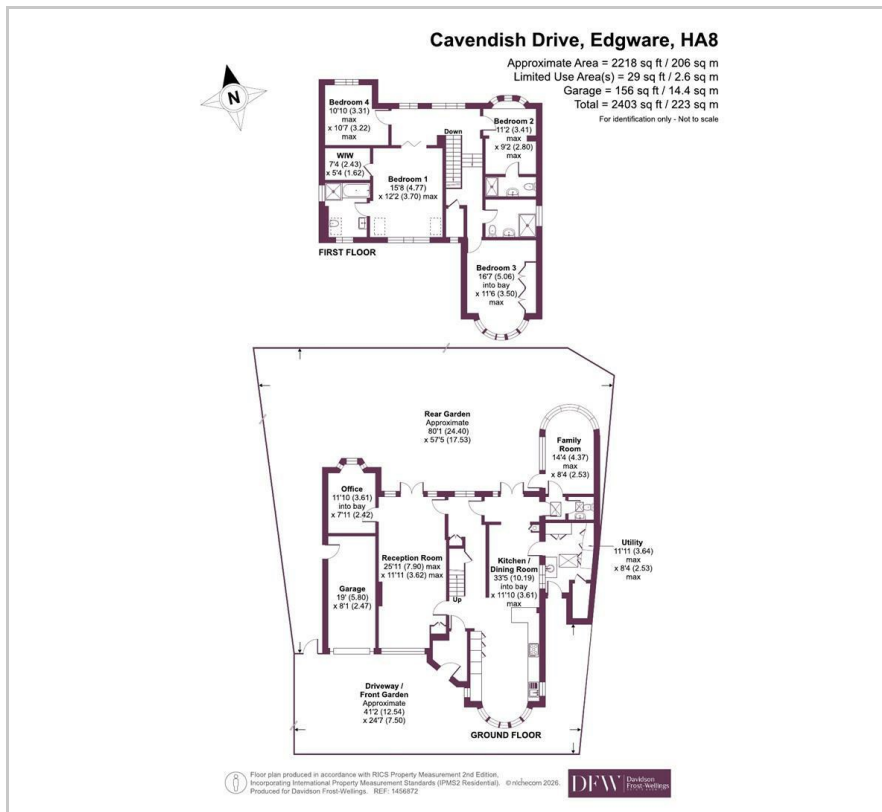 Cavendish Drive, Edgware, HA8
Approximate Area = 2218 sq ft / 206 sq m
Limited Use Area(s) = 29 sq ft / 2.6 sq m
Garage = 156 sq ft / 14.4 sq m
Total = 2403 sq ft / 223 sq m
For identification only - Not to scale
N
Bedroom 4
10'10 (3.31)
max
x 10'7 (3.22)
max
WIW
7'4 (2.43)
x 5'4 (1.62)
Bedroom 1
15'8 (4.77)
x 12'2 (3.70) max
Down
Bedroom 2
11'2 (3.41)
max
x 9'2 (2.80)
max
Bedroom 3
16'7 (5.06)
into bay
x 11'6 (3.50)
max
FIRST FLOOR
Rear Garden
Approximate
80'1 (24.40)
x 57'5 (17.53)
Family
Room
14'4 (4.37)
max
x 8'4 (2.53)
Office
11'10 (3.61)
into bay
x 7'11 (2.42)
Reception Room
25'11 (7.90) max
x 11'11 (3.62) max
Garage
19' (5.80)
x 8'1 (2.47)
Up
Kitchen /
Dining Room
33'5 (10.19)
into bay
x 11'10 (3.61)
max
Utility
11'11 (3.64)
max
x 8'4 (2.53)
max
Driveway /
Front Garden
Approximate
41'2 (12.54)
x 24'7 (7.50)
GROUND FLOOR
Floor plan produced in accordance with RICS Property Measurement 2nd Edition,
Incorporating International Property Measurement Standards (IPMS2 Residential). © nichecom 2026.
Produced for Davidson Frost-Wellings. REF: 1456872
DFW
Davidson
Frost-Wellings